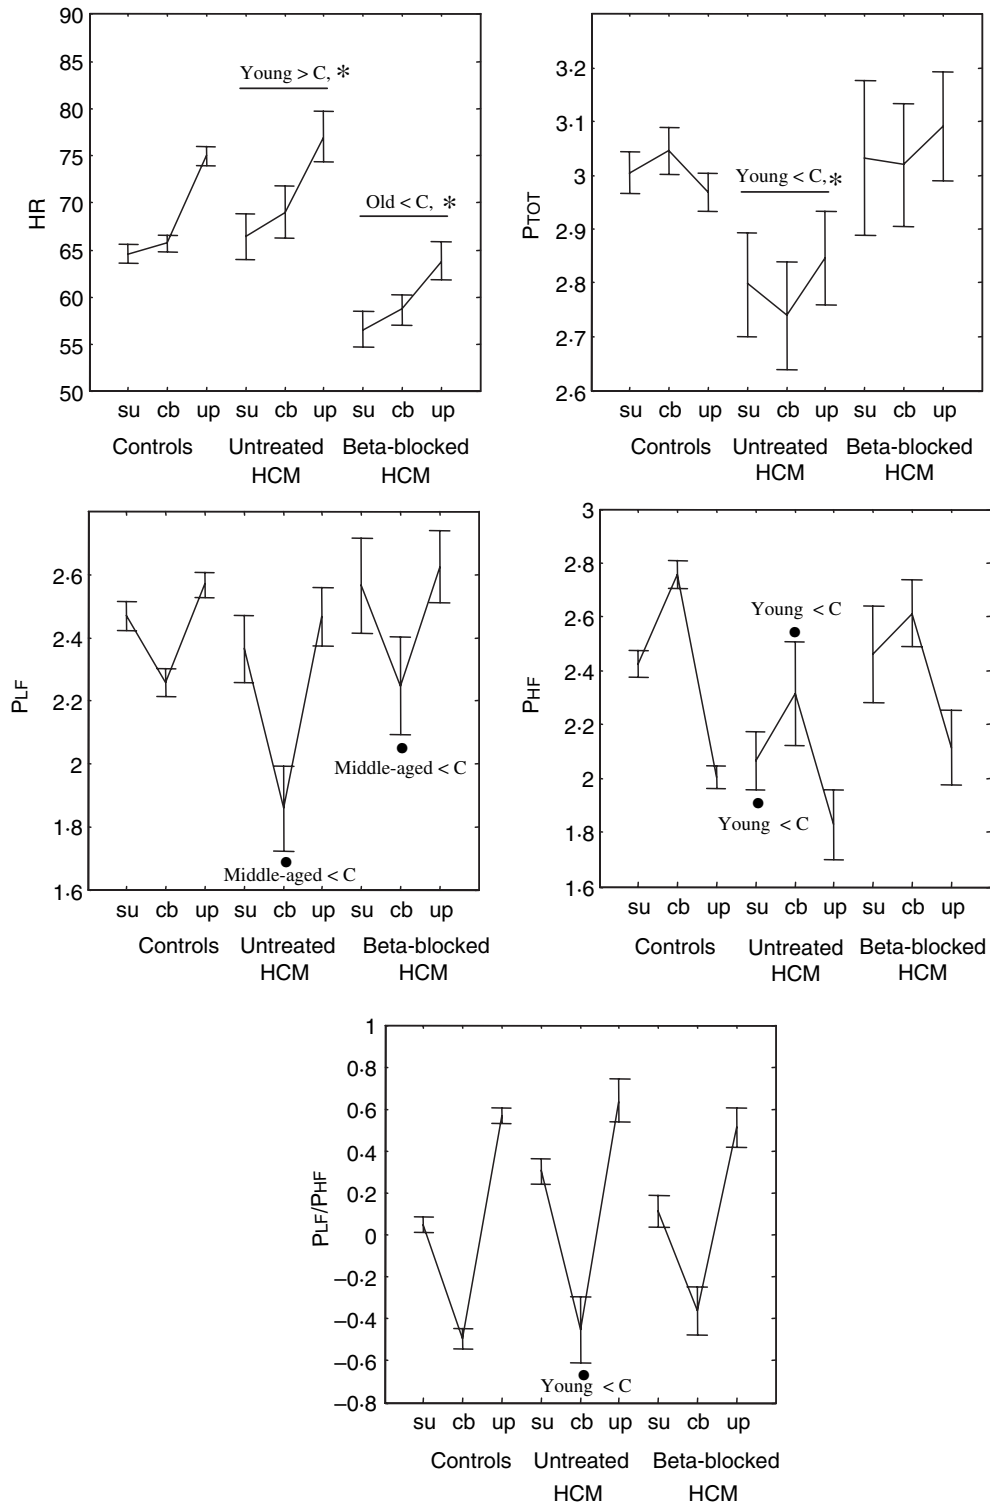 90
85
80
75
70
65
60
55
50
HR
Young > C, *
Old < C, *
su cb up su cb up su cb up
Controls Untreated HCM Beta-blocked HCM
3·2
3·1
3
2·9
2·8
2·7
2·6
PTOT
Young < C, *
su cb up su cb up su cb up
Controls Untreated HCM Beta-blocked HCM
2·6
2·4
2·2
2
1·8
1·6
PLF
Middle-aged < C
Middle-aged < C
su cb up su cb up su cb up
Controls Untreated HCM Beta-blocked HCM
3
2·8
2·6
2·4
2·2
2
1·8
1·6
PHF
Young < C
Young < C
su cb up su cb up su cb up
Controls Untreated HCM Beta-blocked HCM
1
0·8
0·6
0·4
0·2
0
−0·2
−0·4
−0·6
−0·8
PLF/PHF
Young < C
su cb up su cb up su cb up
Controls Untreated HCM Beta-blocked HCM